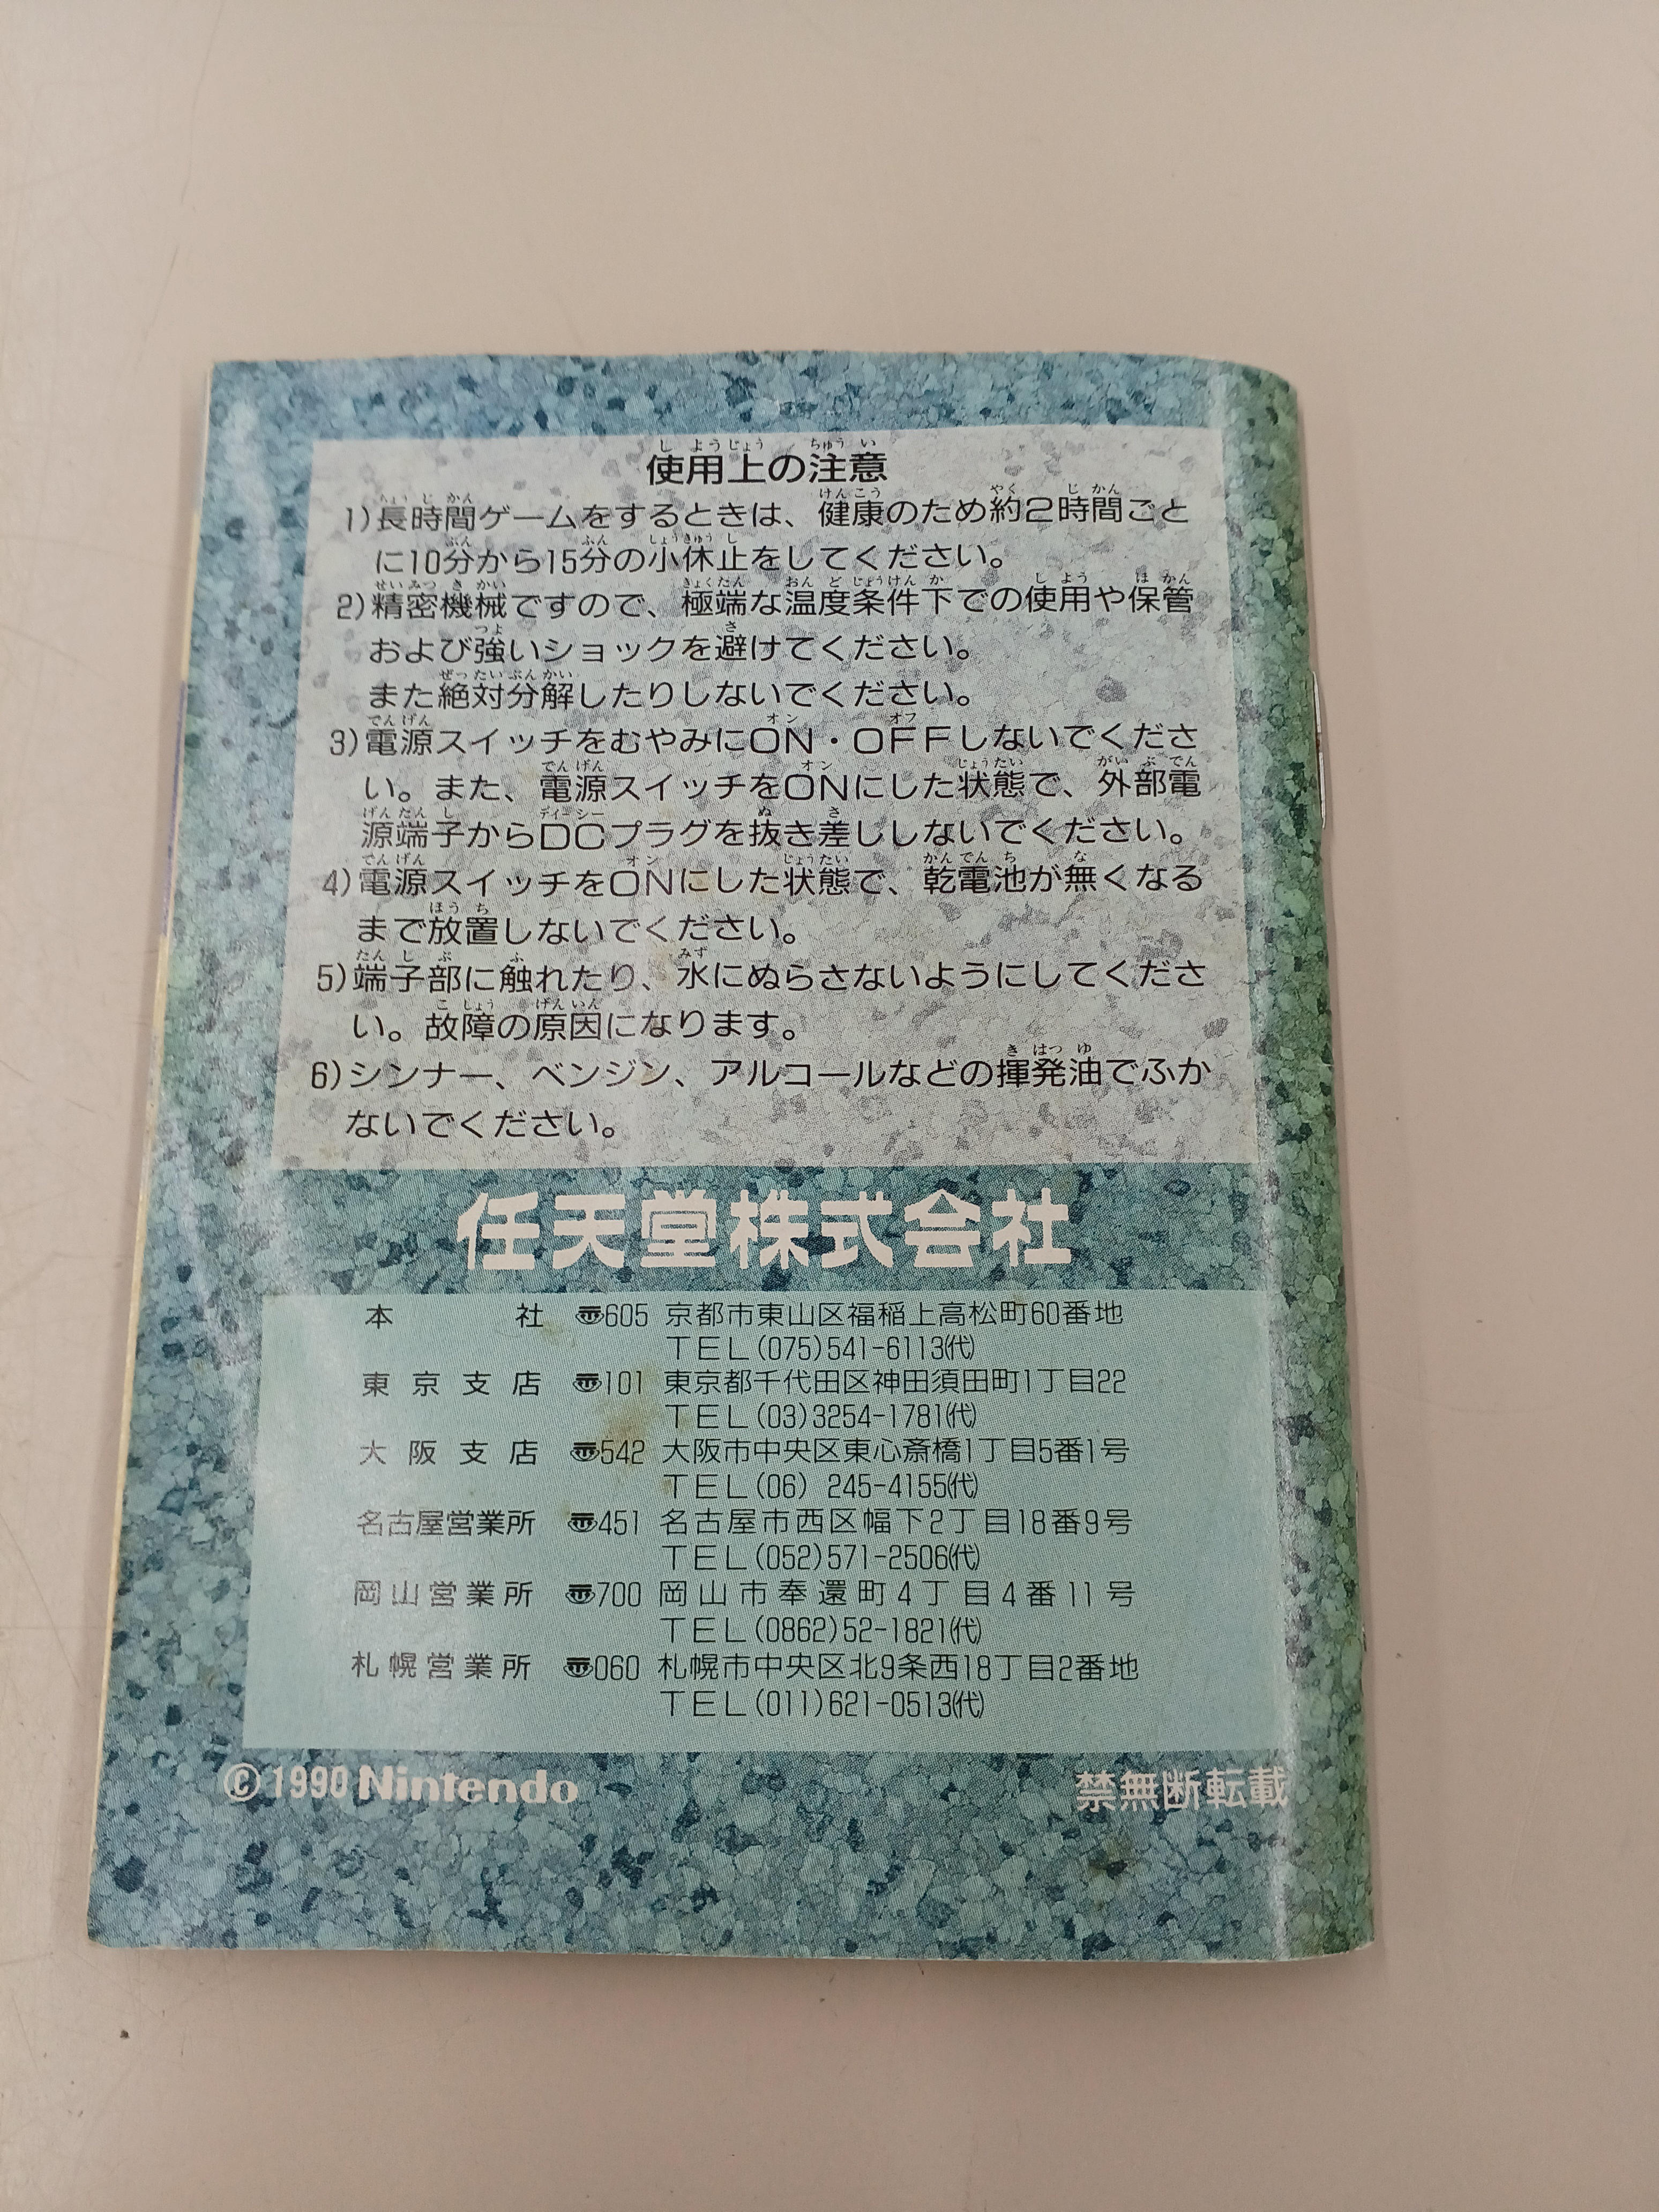 使用上の注意
1)長時間ゲームをするときは、健康のため約2時間ごと
に10分から15分の小休止をしてください。
2)精密機械ですので、極端な温度条件下での使用や保管
および強いショックを避けてください。
また絶対分解したりしないでください。
3)電源スイッチをむやみにON・OFFしないでくださ
い。また、電源スイッチをONにした状態で、外部電
源端子からDCプラグを抜き差ししないでください。
4)電源スイッチをONにした状態で、乾電池が無くなる
まで放置しないでください。
5)端子部に触れたり、水にぬらさないようにしてくださ
い。故障の原因になります。
6)シンナー、ベンジン、アルコールなどの揮発油でふか
ないでください。
任天堂株式会社
本社 〠605 京都市東山区福稲上高松町60番地
TEL(075)541-6113(代)
東京支店 〠101 東京都千代田区神田須田町1丁目22
TEL(03)3254-1781(代)
大阪支店 〠542 大阪市中央区東心斎橋1丁目5番1号
TEL(06) 245-4155(代)
名古屋営業所 〠451 名古屋市西区幅下2丁目18番9号
TEL(052)571-2506(代)
岡山営業所 〠700 岡山市奉還町4丁目4番11号
TEL(0862)52-1821(代)
札幌営業所 〠060 札幌市中央区北9条西18丁目2番地
TEL(011)621-0513(代)
©1990 Nintendo 禁無断転載